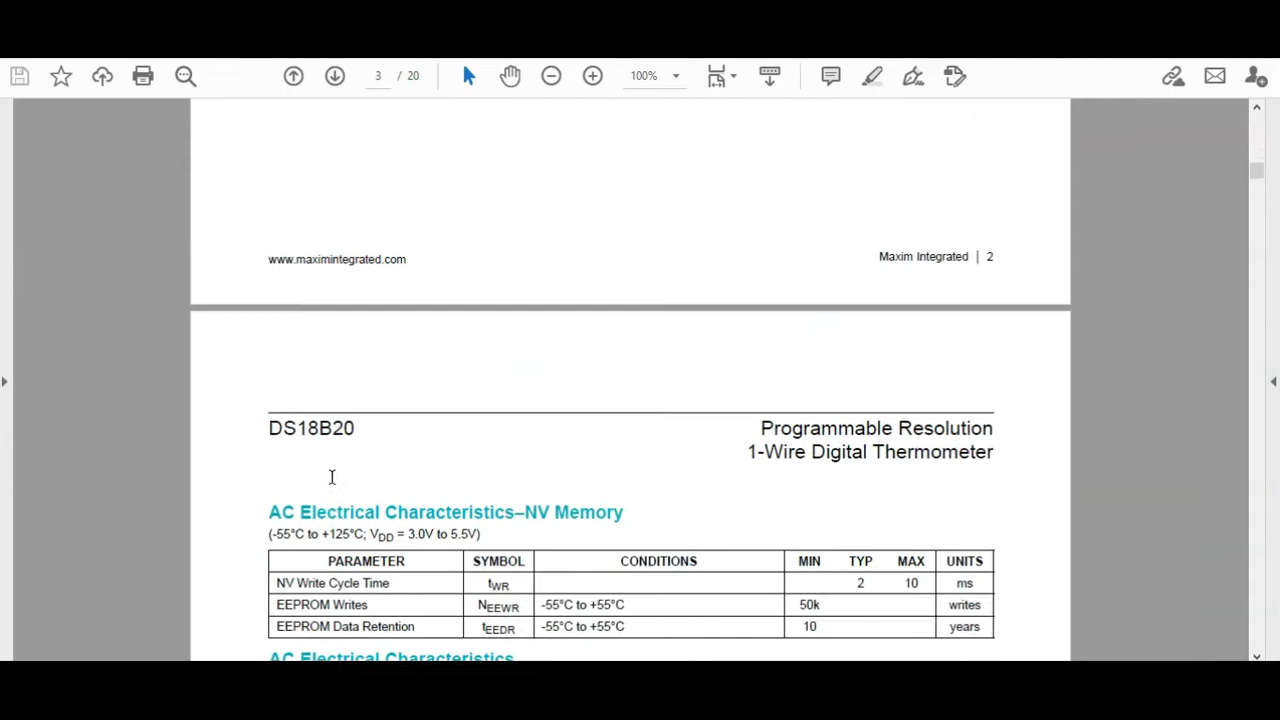 3 / 20 100%
www.maximintegrated.com Maxim Integrated | 2
DS18B20 Programmable Resolution
1-Wire Digital Thermometer
AC Electrical Characteristics–NV Memory
(-55°C to +125°C; VDD = 3.0V to 5.5V)
PARAMETER SYMBOL CONDITIONS MIN TYP MAX UNITS
NV Write Cycle Time tWR 2 10 ms
EEPROM Writes NEEWR -55°C to +55°C 50k writes
EEPROM Data Retention tEEDR -55°C to +55°C 10 years
AC Electrical Characteristics